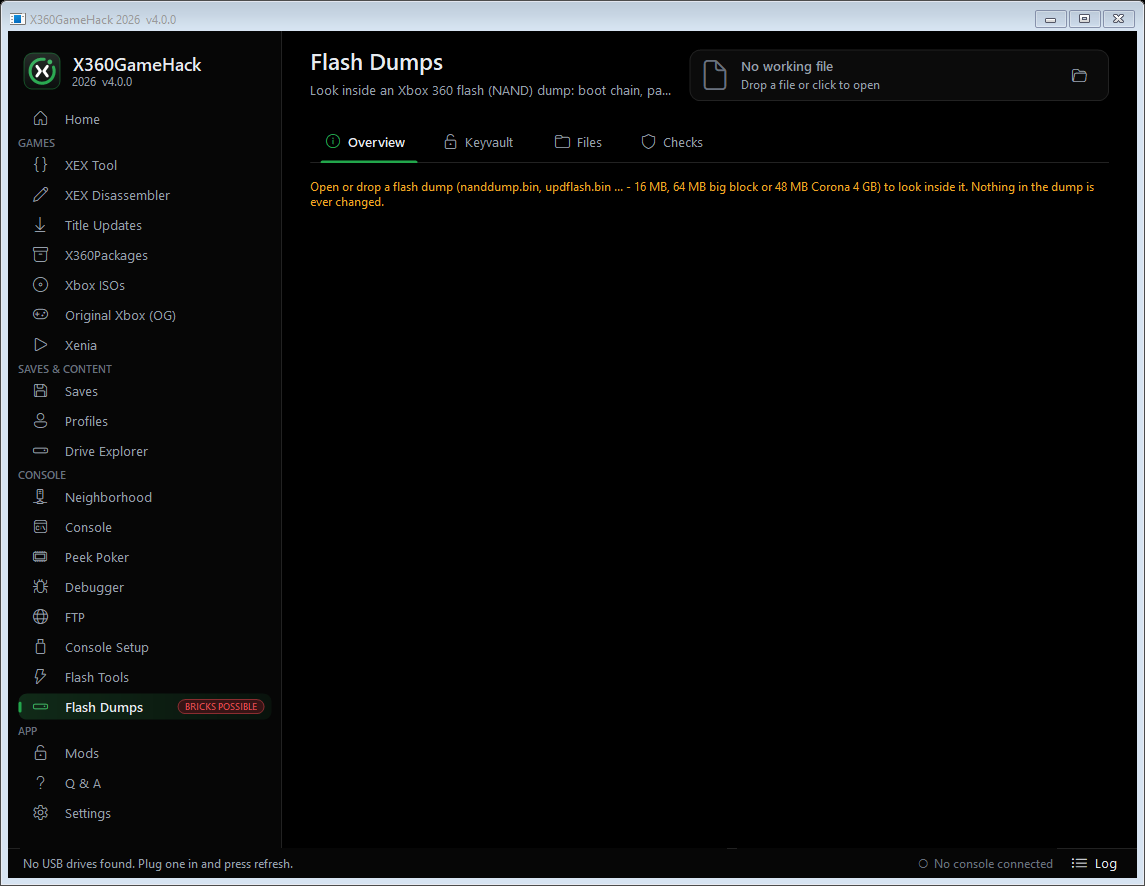 X360GameHack 2026 v4.0.0
X360GameHack
2026 v4.0.0
Home
GAMES
XEX Tool
XEX Disassembler
Title Updates
X360Packages
Xbox ISOs
Original Xbox (OG)
Xenia
SAVES & CONTENT
Saves
Profiles
Drive Explorer
CONSOLE
Neighborhood
Console
Peek Poker
Debugger
FTP
Console Setup
Flash Tools
Flash Dumps BRICKS POSSIBLE
APP
Mods
Q & A
Settings
Flash Dumps
Look inside an Xbox 360 flash (NAND) dump: boot chain, pa...
No working file
Drop a file or click to open
Overview Keyvault Files Checks
Open or drop a flash dump (nanddump.bin, updflash.bin ... - 16 MB, 64 MB big block or 48 MB Corona 4 GB) to look inside it. Nothing in the dump is
ever changed.
No USB drives found. Plug one in and press refresh.
No console connected
Log